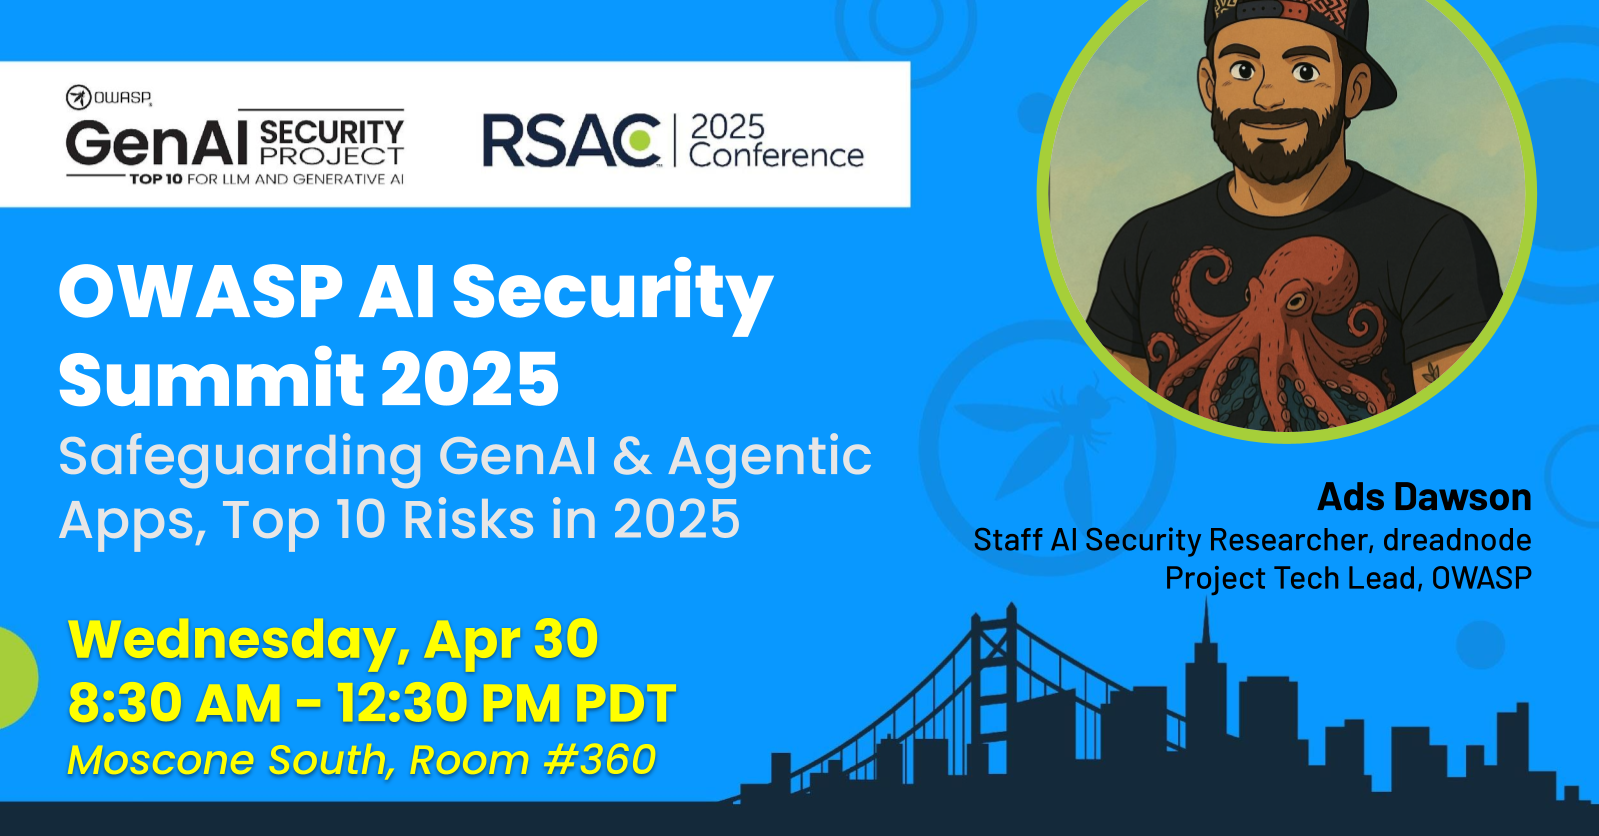 OWASP
GenAI SECURITY PROJECT
TOP 10 FOR LLM AND GENERATIVE AI
RSAC™ 2025 Conference
OWASP AI Security
Summit 2025
Safeguarding GenAI & Agentic
Apps, Top 10 Risks in 2025
Wednesday, Apr 30
8:30 AM - 12:30 PM PDT
Moscone South, Room #360
Ads Dawson
Staff AI Security Researcher, dreadnode
Project Tech Lead, OWASP